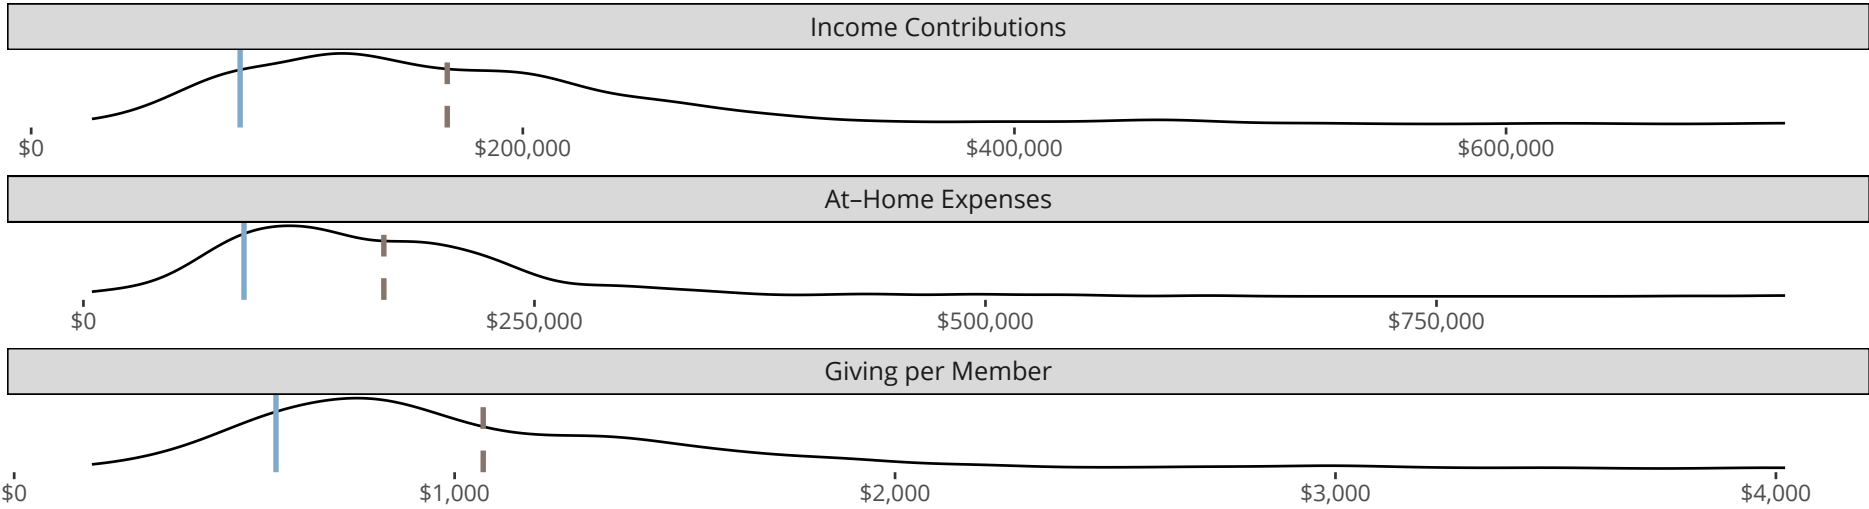 Income Contributions
$0 $200,000 $400,000 $600,000
At–Home Expenses
$0 $250,000 $500,000 $750,000
Giving per Member
$0 $1,000 $2,000 $3,000 $4,000